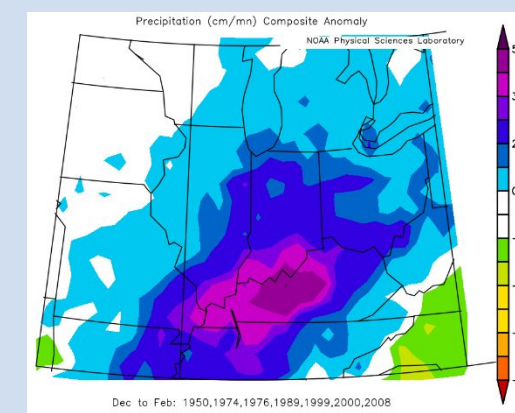 Precipitation (cm/mn) Composite Anomaly
NOAA Physical Sciences Laboratory
Dec to Feb: 1950,1974,1976,1989,1999,2000,2008